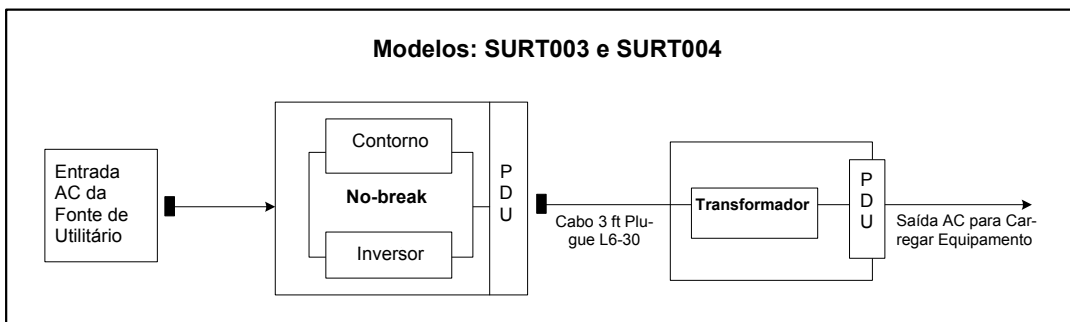 Modelos: SURT003 e SURT004
Entrada
AC da
Fonte de
Utilitário
Contorno
No-break
Inversor
P
D
U
Cabo 3 ft Plu-
gue L6-30
Transformador
P
D
U
Saída AC para Car-
regar Equipamento